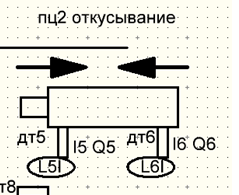 пц2 откусывание
дт5 I5 Q5 дт6 I6 Q6
L5I L6I
т8